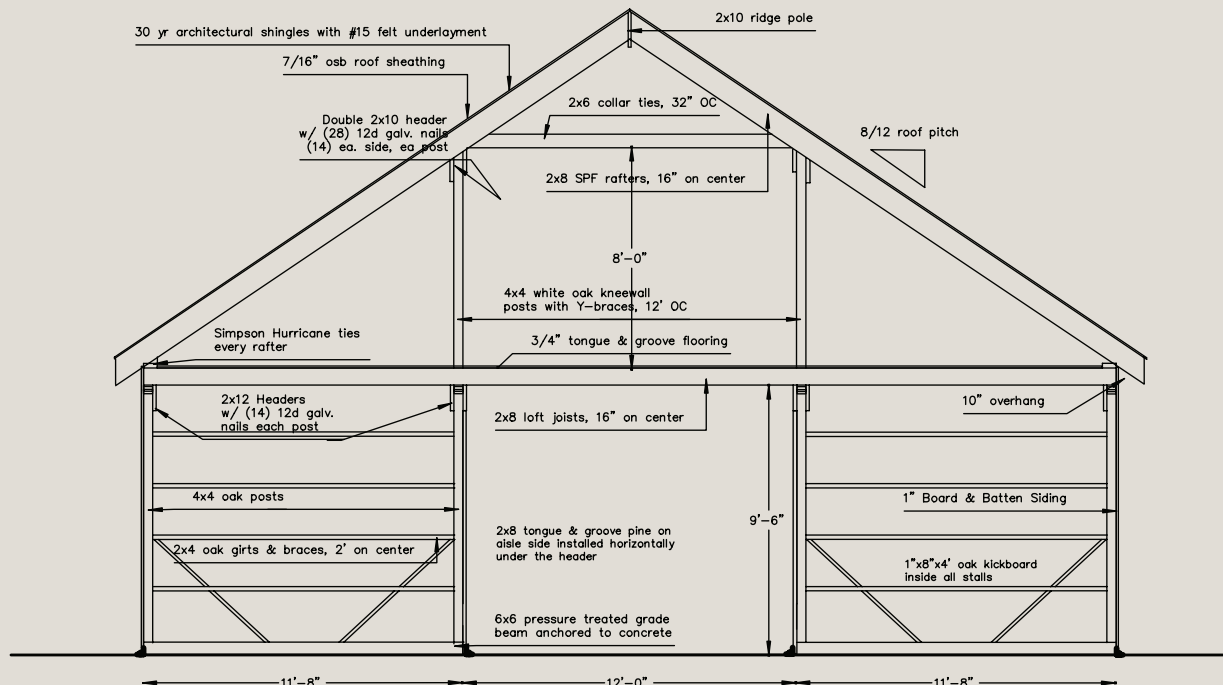 2x10 ridge pole
30 yr architectural shingles with #15 felt underlayment
7/16” osb roof sheathing
2x6 collar ties, 32” OC
Double 2x10 header
w/ (28) 12d galv. nails
(14) ea. side, ea post
8/12 roof pitch
2x8 SPF rafters, 16” on center
8’-0”
4x4 white oak kneewall
posts with Y-braces, 12’ OC
Simpson Hurricane ties
every rafter
3/4” tongue & groove flooring
2x12 Headers
w/ (14) 12d galv.
nails each post
10” overhang
2x8 loft joists, 16” on center
4x4 oak posts
1” Board & Batten Siding
9’-6”
2x8 tongue & groove pine on
aisle side installed horizontally
under the header
2x4 oak girts & braces, 2’ on center
1”x8”x4’ oak kickboard
inside all stalls
6x6 pressure treated grade
beam anchored to concrete
11’-8”
12’-0”
11’-8”